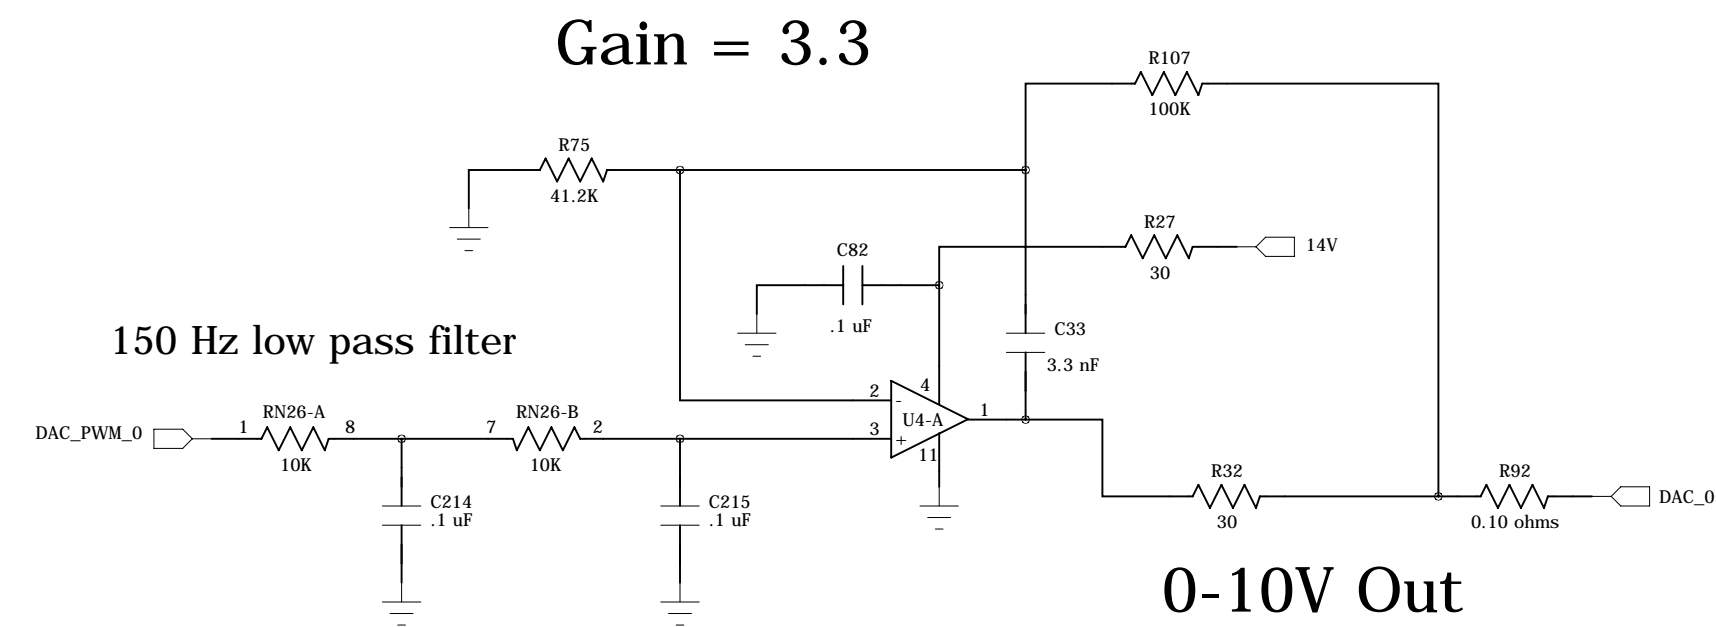 Gain = 3.3
R107
100K
R75
41.2K
R27
14V
30
C82
.1 uF
C33
3.3 nF
150 Hz low pass filter
2
4
-
U4-A
1
3
+
11
DAC_PWM_0
1
RN26-A
8
10K
7
RN26-B
2
10K
C214
.1 uF
C215
.1 uF
R32
30
R92
0.10 ohms
DAC_0
0-10V Out